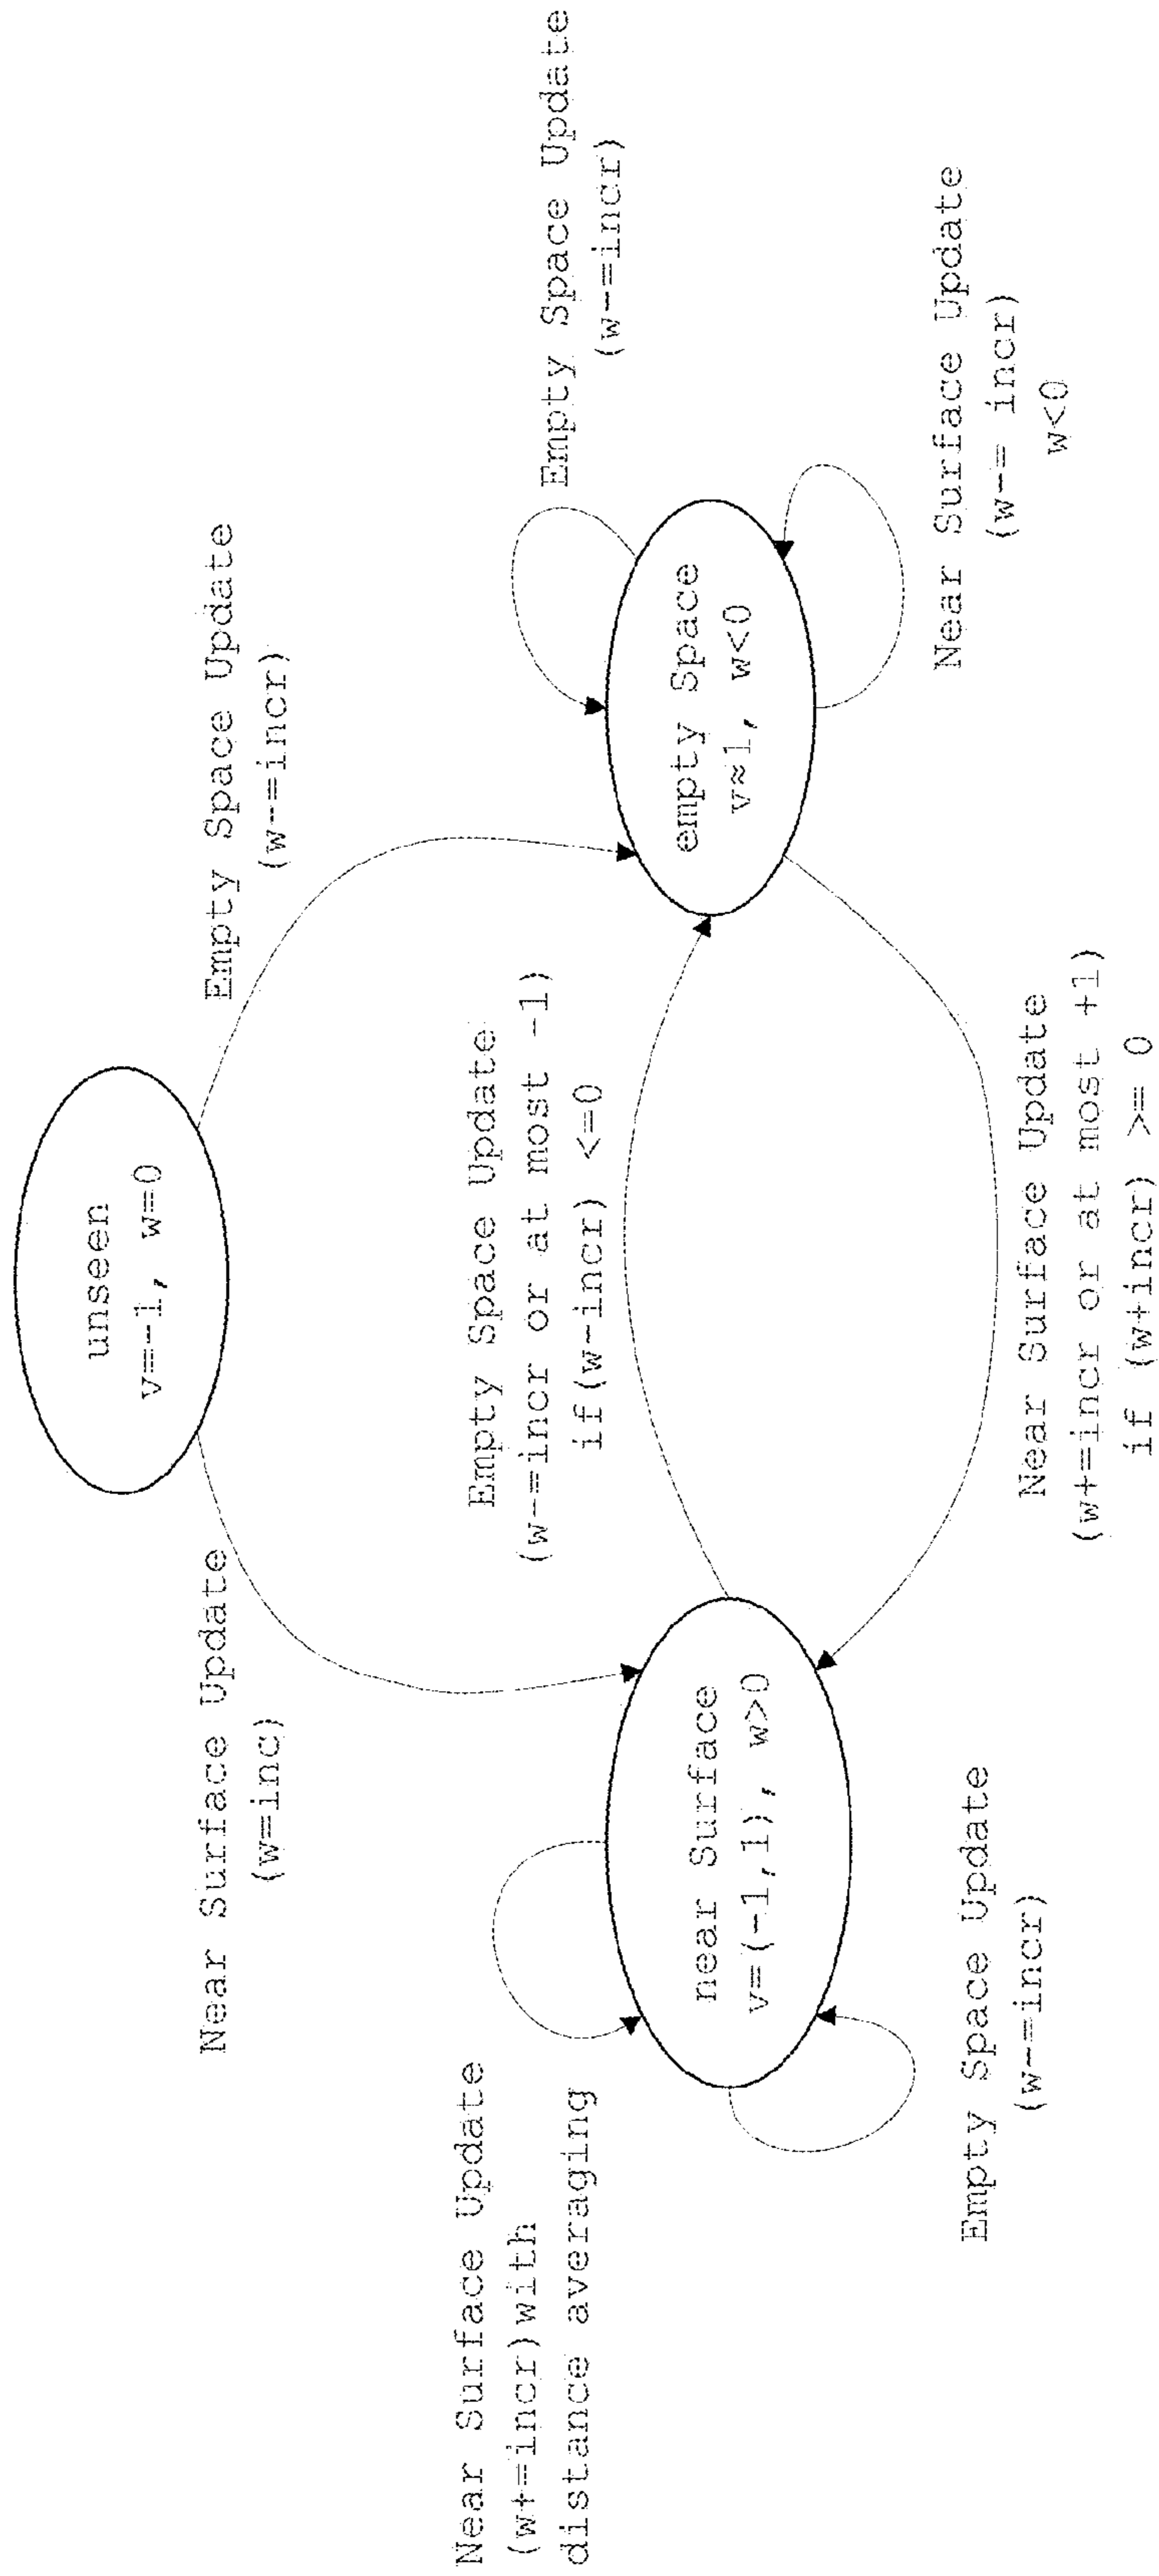 unseen
v=-1, w=0
Near Surface Update
(w=inc)
Empty Space Update
(w-=incr)
Near Surface Update
(w+=incr)with
distance averaging
Empty Space Update
(w-=incr or at most -1)
if(w-incr) <=0
Empty Space Update
(w-=incr)
near Surface
v=(-1,1), w>0
empty Space
v≈1, w<0
Empty Space Update
(w-=incr)
Near Surface Update
(w+=incr or at most +1)
if (w+incr) >= 0
Near Surface Update
(w-= incr)
w<0